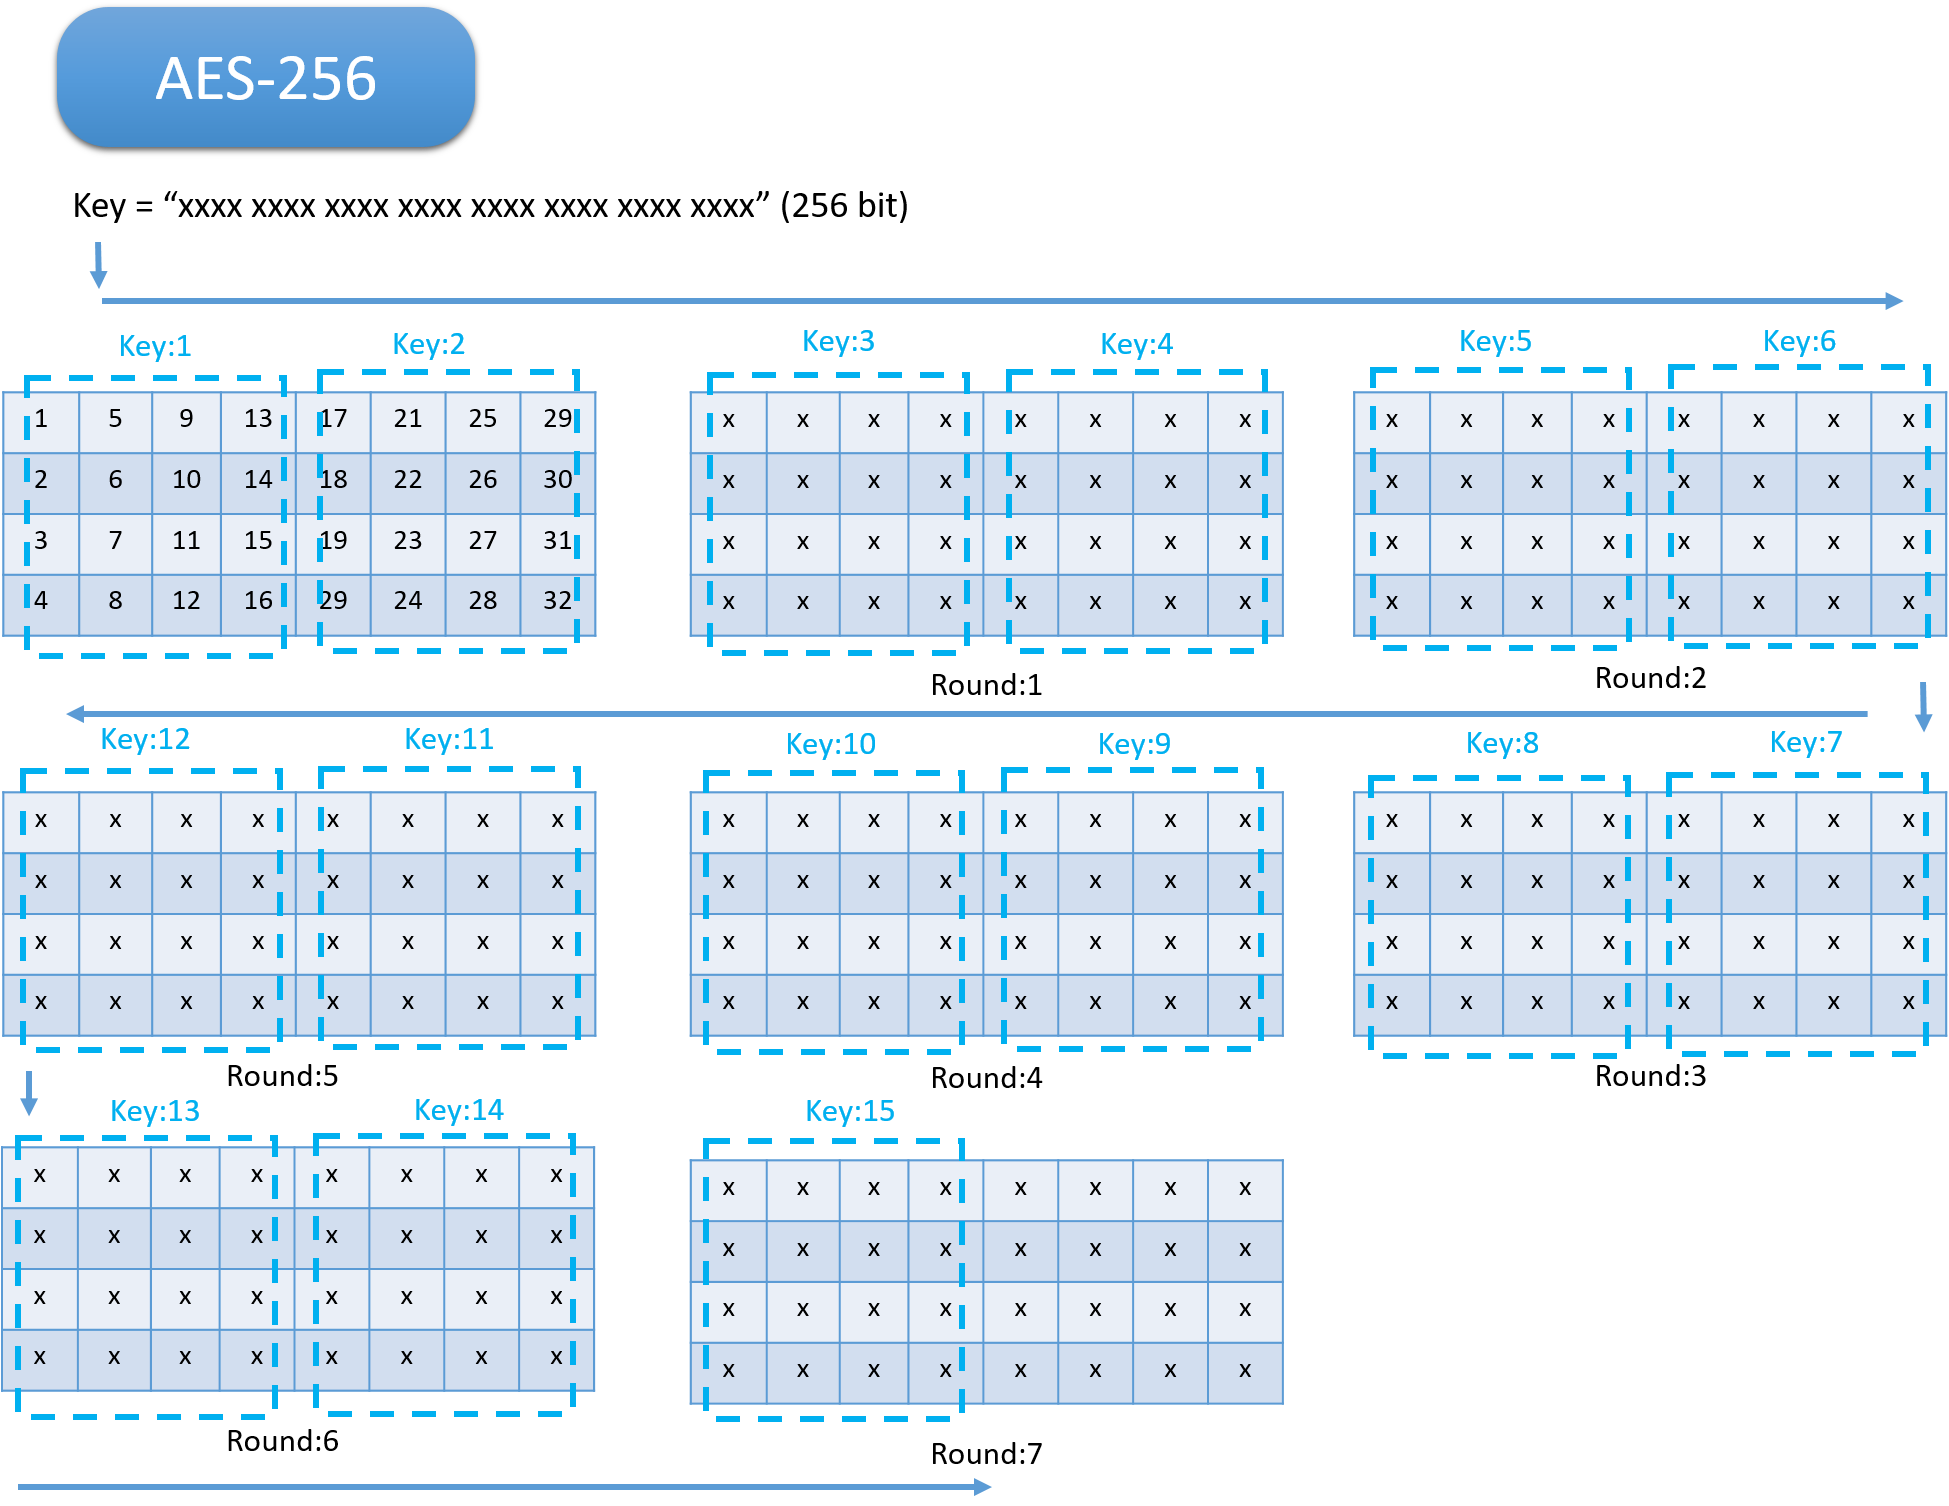 AES-256
Key = “xxxx xxxx xxxx xxxx xxxx xxxx xxxx xxxx” (256 bit)
Key:1 Key:2 Key:3 Key:4 Key:5 Key:6
1 5 9 13 17 21 25 29 x x x x x x x x x x x x x x x x
2 6 10 14 18 22 26 30 x x x x x x x x x x x x x x x x
3 7 11 15 19 23 27 31 x x x x x x x x x x x x x x x x
4 8 12 16 29 24 28 32 x x x x x x x x x x x x x x x x
Round:1 Round:2
Key:12 Key:11 Key:10 Key:9 Key:8 Key:7
x x x x x x x x x x x x x x x x x x x x x x x x
x x x x x x x x x x x x x x x x x x x x x x x x
x x x x x x x x x x x x x x x x x x x x x x x x
x x x x x x x x x x x x x x x x x x x x x x x x
Round:5 Round:4 Round:3
Key:13 Key:14 Key:15
x x x x x x x x x x x x x x x x
x x x x x x x x x x x x x x x x
x x x x x x x x x x x x x x x x
x x x x x x x x x x x x x x x x
Round:6 Round:7